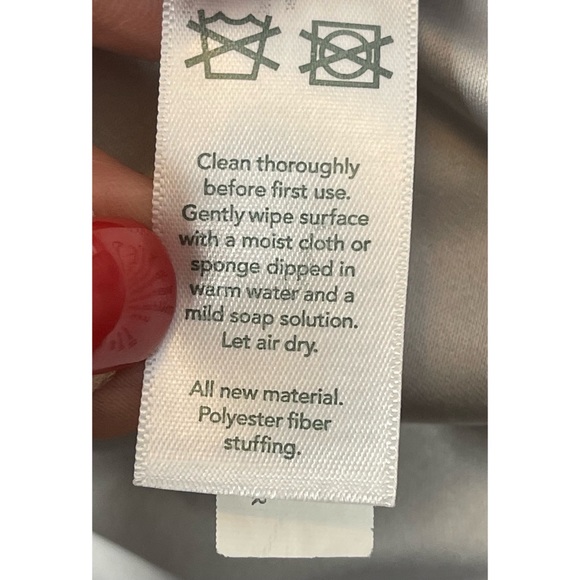 Clean thoroughly
before first use.
Gently wipe surface
with a moist cloth or
sponge dipped in
warm water and a
mild soap solution.
Let air dry.
All new material.
Polyester fiber
stuffing.